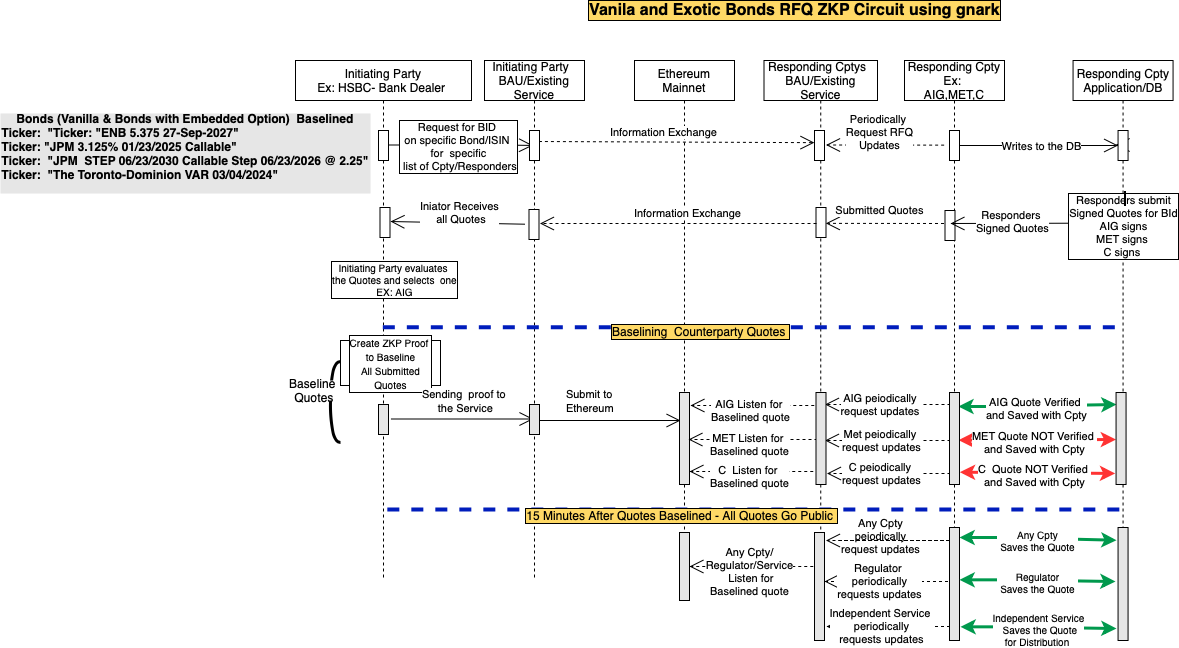 Vanila and Exotic Bonds RFQ ZKP Circuit using gnark
Initiating Party
Ex: HSBC- Bank Dealer
Initiating Party
BAU/Existing
Service
Ethereum
Mainnet
Responding Cptys
BAU/Existing
Service
Responding Cpty
Ex:
AIG,MET,C
Responding Cpty
Application/DB
Bonds (Vanilla & Bonds with Embedded Option)  Baselined
Ticker:  "Ticker: "ENB 5.375 27-Sep-2027"
Ticker: "JPM 3.125% 01/23/2025 Callable"
Ticker:  "JPM  STEP 06/23/2030 Callable Step 06/23/2026 @ 2.25"
Ticker:  "The Toronto-Dominion VAR 03/04/2024"
Request for BID
on specific Bond/ISIN
for  specific
list of Cpty/Responders
Information Exchange
Periodically
Request RFQ
Updates
Writes to the DB
Iniator Receives
all Quotes
Information Exchange
Submitted Quotes
Responders
Signed Quotes
Responders submit
Signed Quotes for BId
AIG signs
MET signs
C signs
Initiating Party evaluates
the Quotes and selects  one
EX: AIG
Baselining  Counterparty Quotes
Create ZKP Proof
to Baseline
All Submitted
Quotes
Baseline
Quotes
Sending  proof to
the Service
Submit to
Ethereum
AIG Listen for
Baselined quote
AIG peiodically
request updates
AIG Quote Verified
and Saved with Cpty
MET Listen for
Baselined quote
Met peiodically
request updates
MET Quote NOT Verified
and Saved with Cpty
C  Listen for
Baselined quote
C peiodically
request updates
C  Quote NOT Verified
and Saved with Cpty
15 Minutes After Quotes Baselined - All Quotes Go Public
Any Cpty/
Regulator/Service
Listen for
Baselined quote
Any Cpty
peiodically
request updates
Any Cpty
Saves the Quote
Regulator
periodically
requests updates
Regulator
Saves the Quote
Independent Service
periodically
requests updates
Independent Service
Saves the Quote
for Distribution